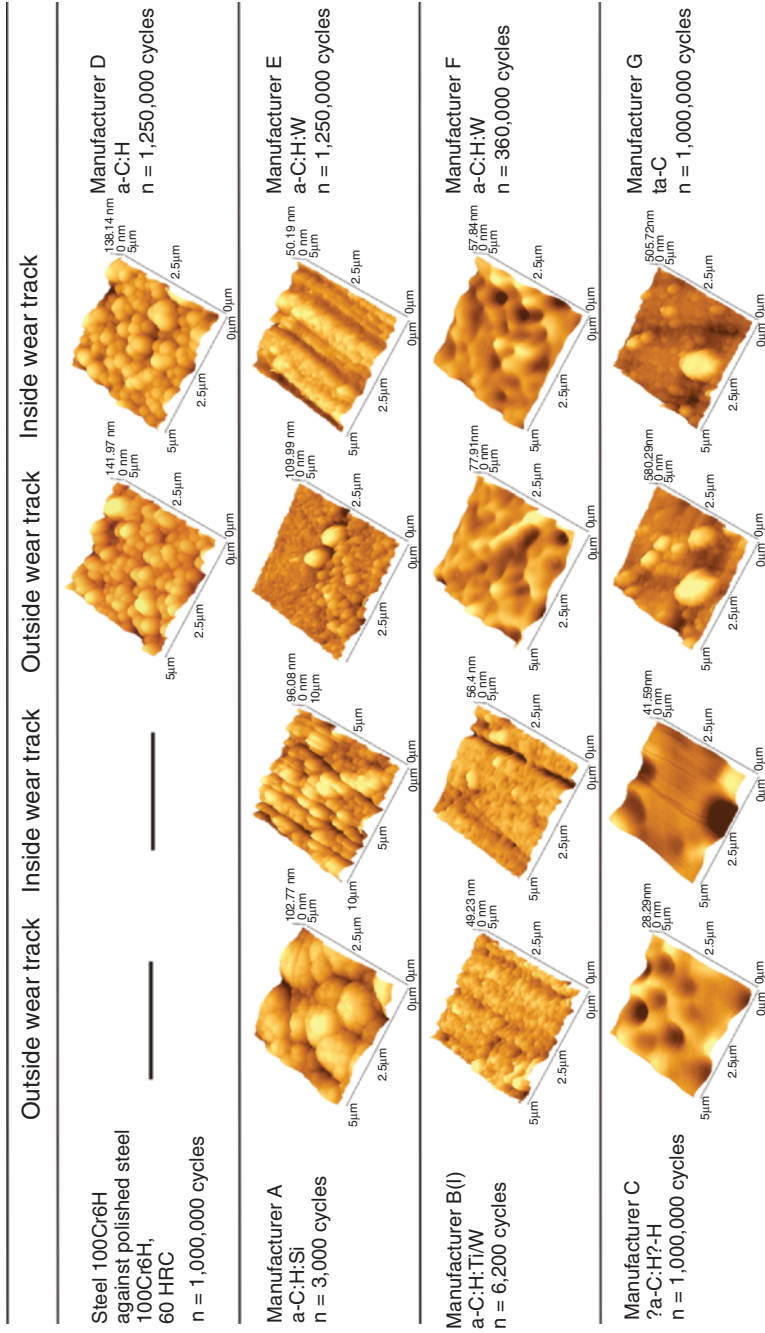 Outside wear track
Inside wear track
Outside wear track
Inside wear track
Steel 100Cr6H
against polished steel
100Cr6H,
60 HRC
n = 1,000,000 cycles
141.97 nm
0 nm
5µm
2.5µm
0µm
0µm
2.5µm
5µm
138.14 nm
0 nm
5µm
2.5µm
0µm
0µm
2.5µm
5µm
Manufacturer D
a-C:H
n = 1,250,000 cycles
Manufacturer A
a-C:H:Si
n = 3,000 cycles
102.77 nm
0 nm
5µm
2.5µm
0µm
0µm
2.5µm
5µm
96.08 nm
0 nm
10µm
5µm
0µm
0µm
5µm
10µm
109.99 nm
0 nm
5µm
2.5µm
0µm
0µm
2.5µm
5µm
50.19 nm
0 nm
5µm
2.5µm
0µm
0µm
2.5µm
5µm
Manufacturer E
a-C:H:W
n = 1,250,000 cycles
Manufacturer B(I)
a-C:H:Ti/W
n = 6,200 cycles
49.23 nm
0 nm
5µm
2.5µm
0µm
0µm
2.5µm
5µm
56.4 nm
0 nm
5µm
2.5µm
0µm
0µm
2.5µm
5µm
77.91nm
0 nm
5µm
2.5µm
0µm
0µm
2.5µm
5µm
57.84 nm
0 nm
5µm
2.5µm
0µm
0µm
2.5µm
5µm
Manufacturer F
a-C:H:W
n = 360,000 cycles
Manufacturer C
?a-C:H?-H
n = 1,000,000 cycles
28.29nm
0 nm
5µm
2.5µm
0µm
0µm
2.5µm
5µm
41.59nm
0 nm
5µm
2.5µm
0µm
0µm
2.5µm
5µm
580.29nm
0 nm
5µm
2.5µm
0µm
0µm
2.5µm
5µm
505.72nm
0 nm
5µm
2.5µm
0µm
0µm
2.5µm
5µm
Manufacturer G
ta-C
n = 1,000,000 cycles